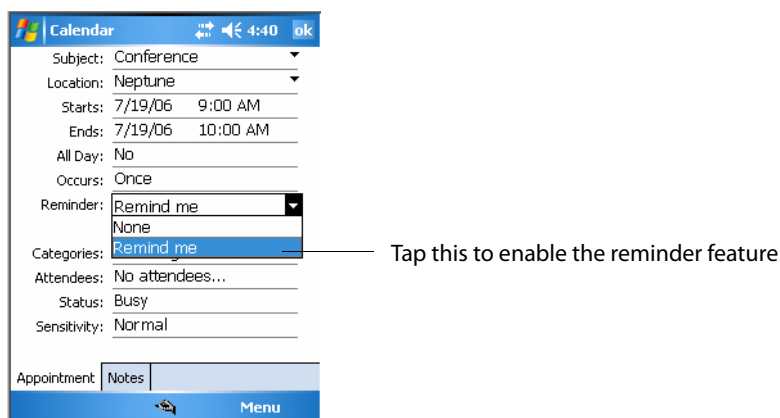 Calendar 4:40 ok
Subject: Conference
Location: Neptune
Starts: 7/19/06 9:00 AM
Ends: 7/19/06 10:00 AM
All Day: No
Occurs: Once
Reminder: Remind me
None
Remind me
Categories:
Attendees: No attendees...
Status: Busy
Sensitivity: Normal
Appointment Notes
Menu
Tap this to enable the reminder feature